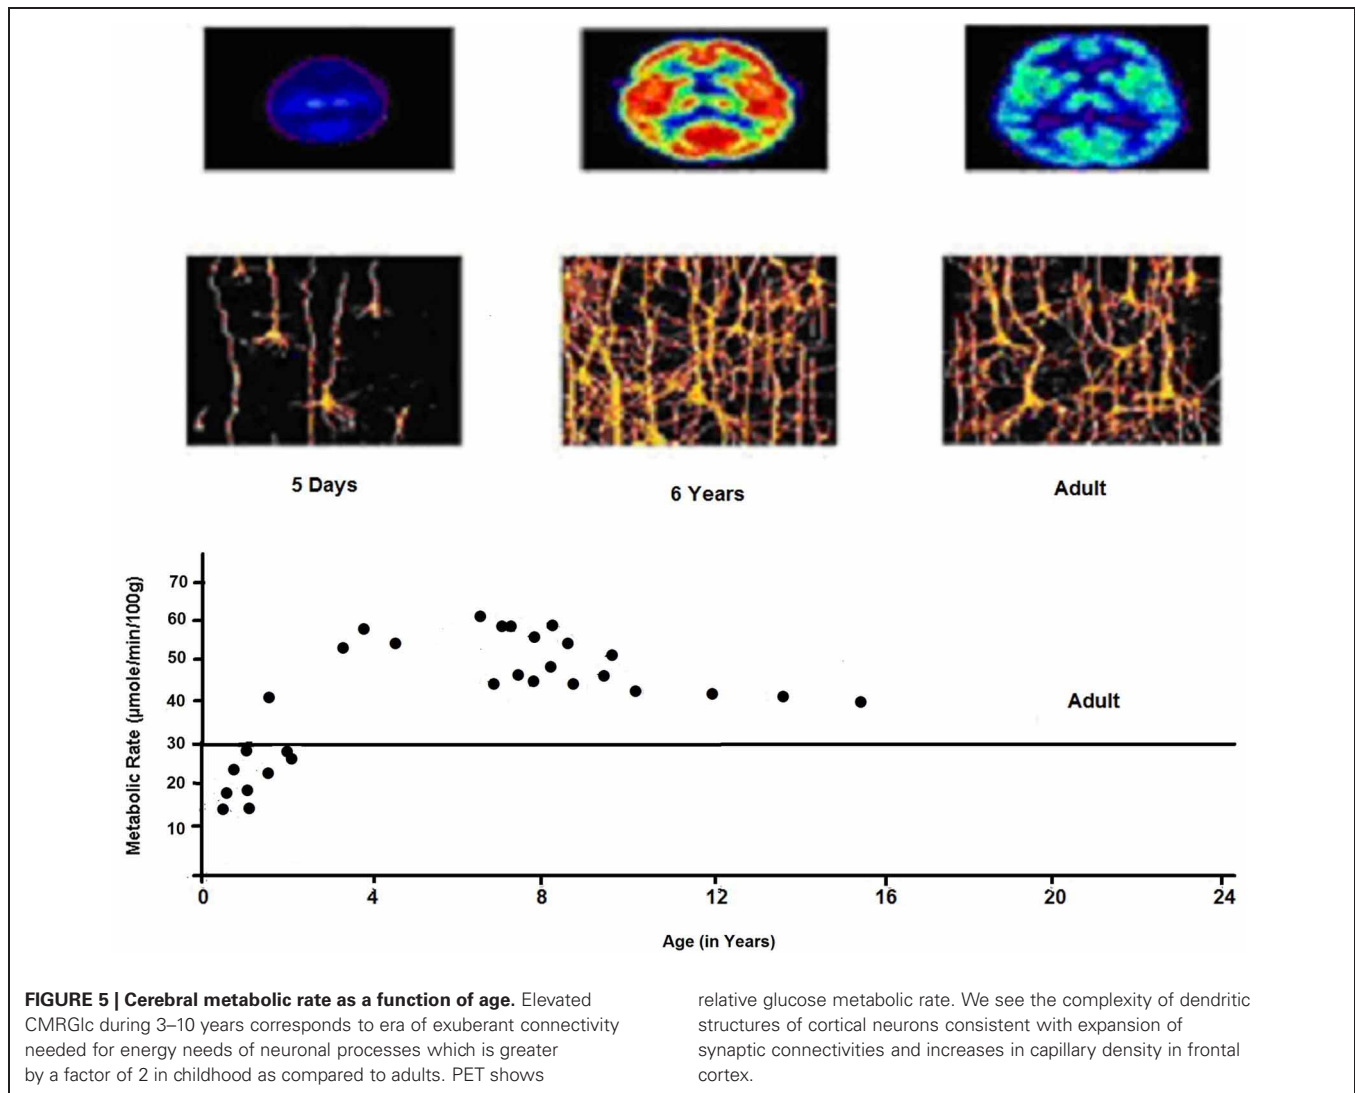 5 Days
6 Years
Adult
Metabolic Rate (µmole/min/100g)
70
60
50
40
30
20
10
Adult
0
4
8
12
16
20
24
Age (in Years)
FIGURE 5 | Cerebral metabolic rate as a function of age. Elevated
CMRGlc during 3–10 years corresponds to era of exuberant connectivity
needed for energy needs of neuronal processes which is greater
by a factor of 2 in childhood as compared to adults. PET shows
relative glucose metabolic rate. We see the complexity of dendritic
structures of cortical neurons consistent with expansion of
synaptic connectivities and increases in capillary density in frontal
cortex.